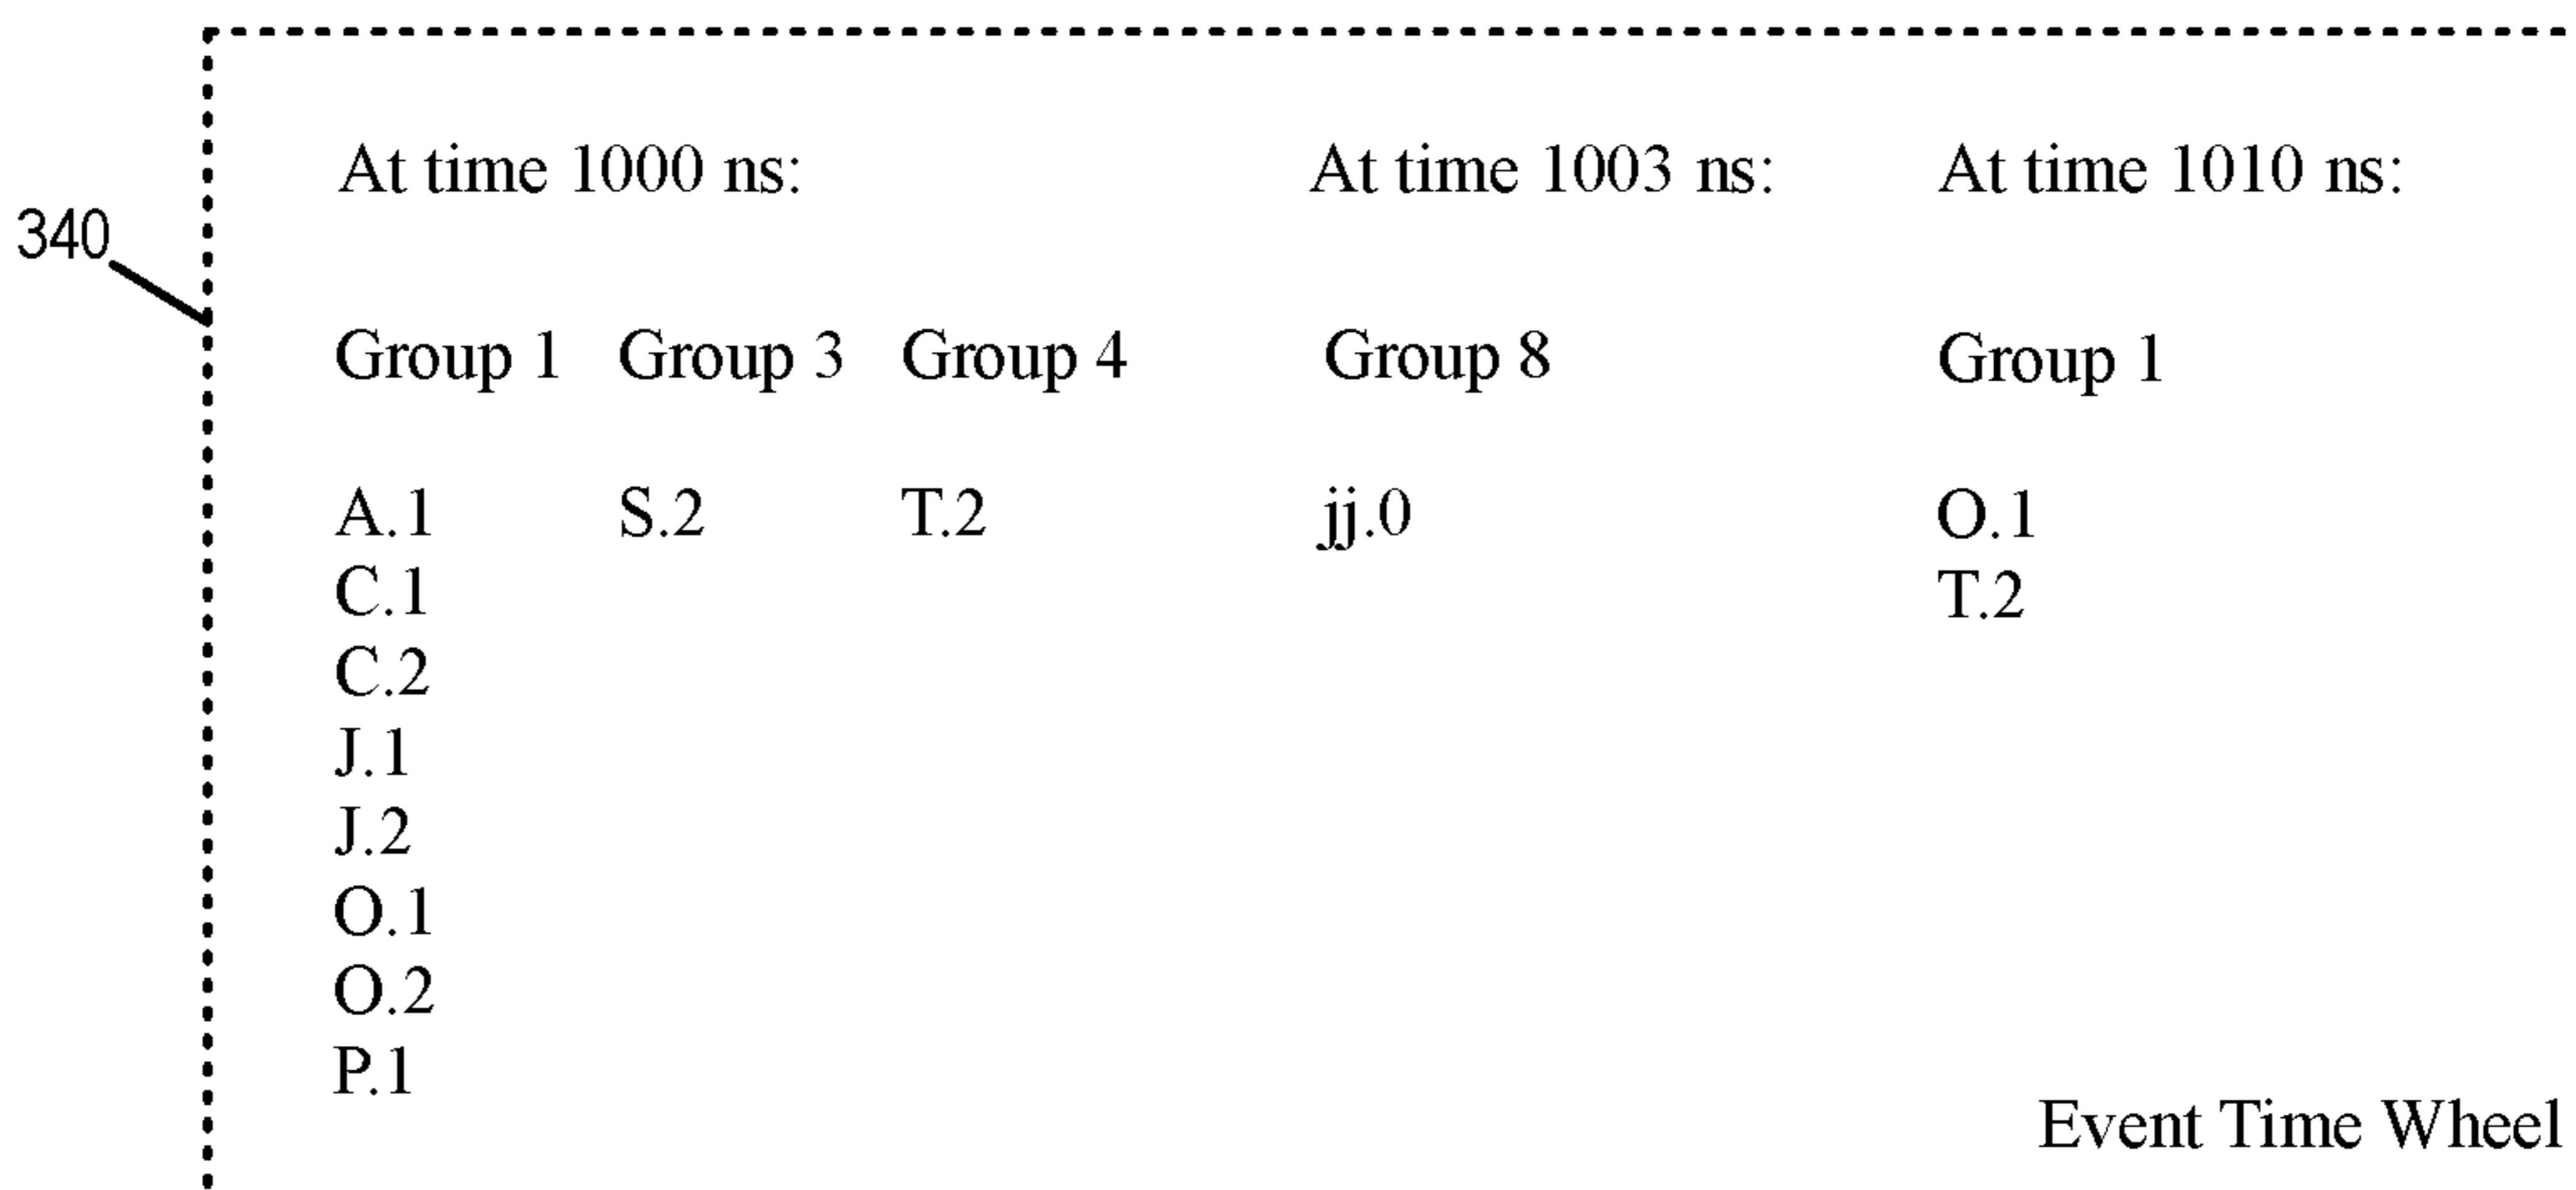 At time 1000 ns: At time 1003 ns: At time 1010 ns:
340
Group 1 Group 3 Group 4 Group 8 Group 1
A.1 S.2 T.2 jj.0 O.1
C.1 T.2
C.2
J.1
J.2
O.1
O.2
P.1
Event Time Wheel